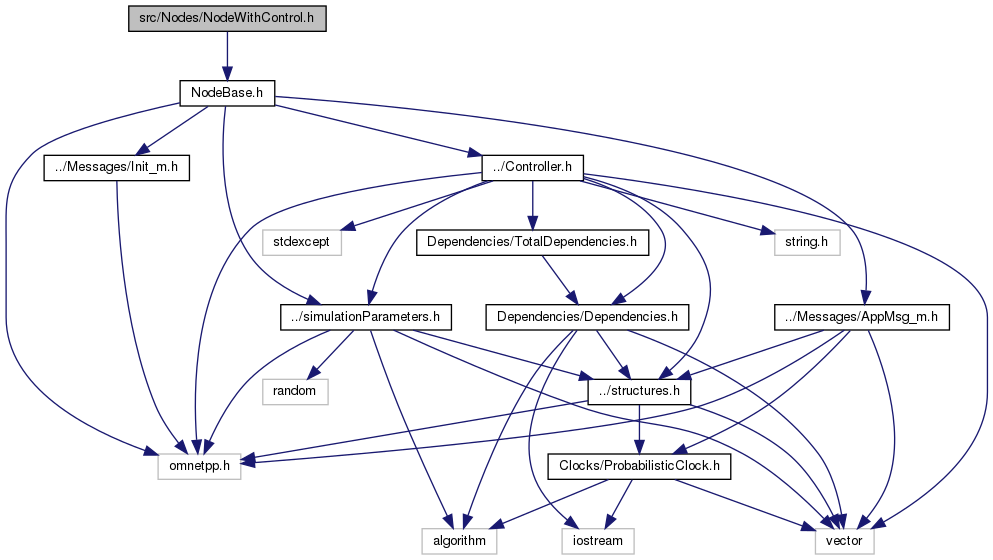 src/Nodes/NodeWithControl.h
NodeBase.h
../Messages/Init_m.h
../Controller.h
stdexcept
Dependencies/TotalDependencies.h
string.h
../simulationParameters.h
Dependencies/Dependencies.h
../Messages/AppMsg_m.h
random
../structures.h
omnetpp.h
Clocks/ProbabilisticClock.h
algorithm
iostream
vector